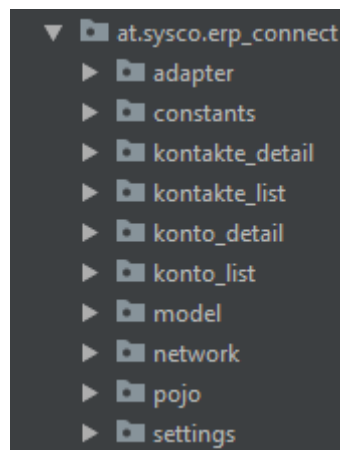 at.sysco.erp_connect
adapter
constants
kontakte_detail
kontakte_list
konto_detail
konto_list
model
network
pojo
settings